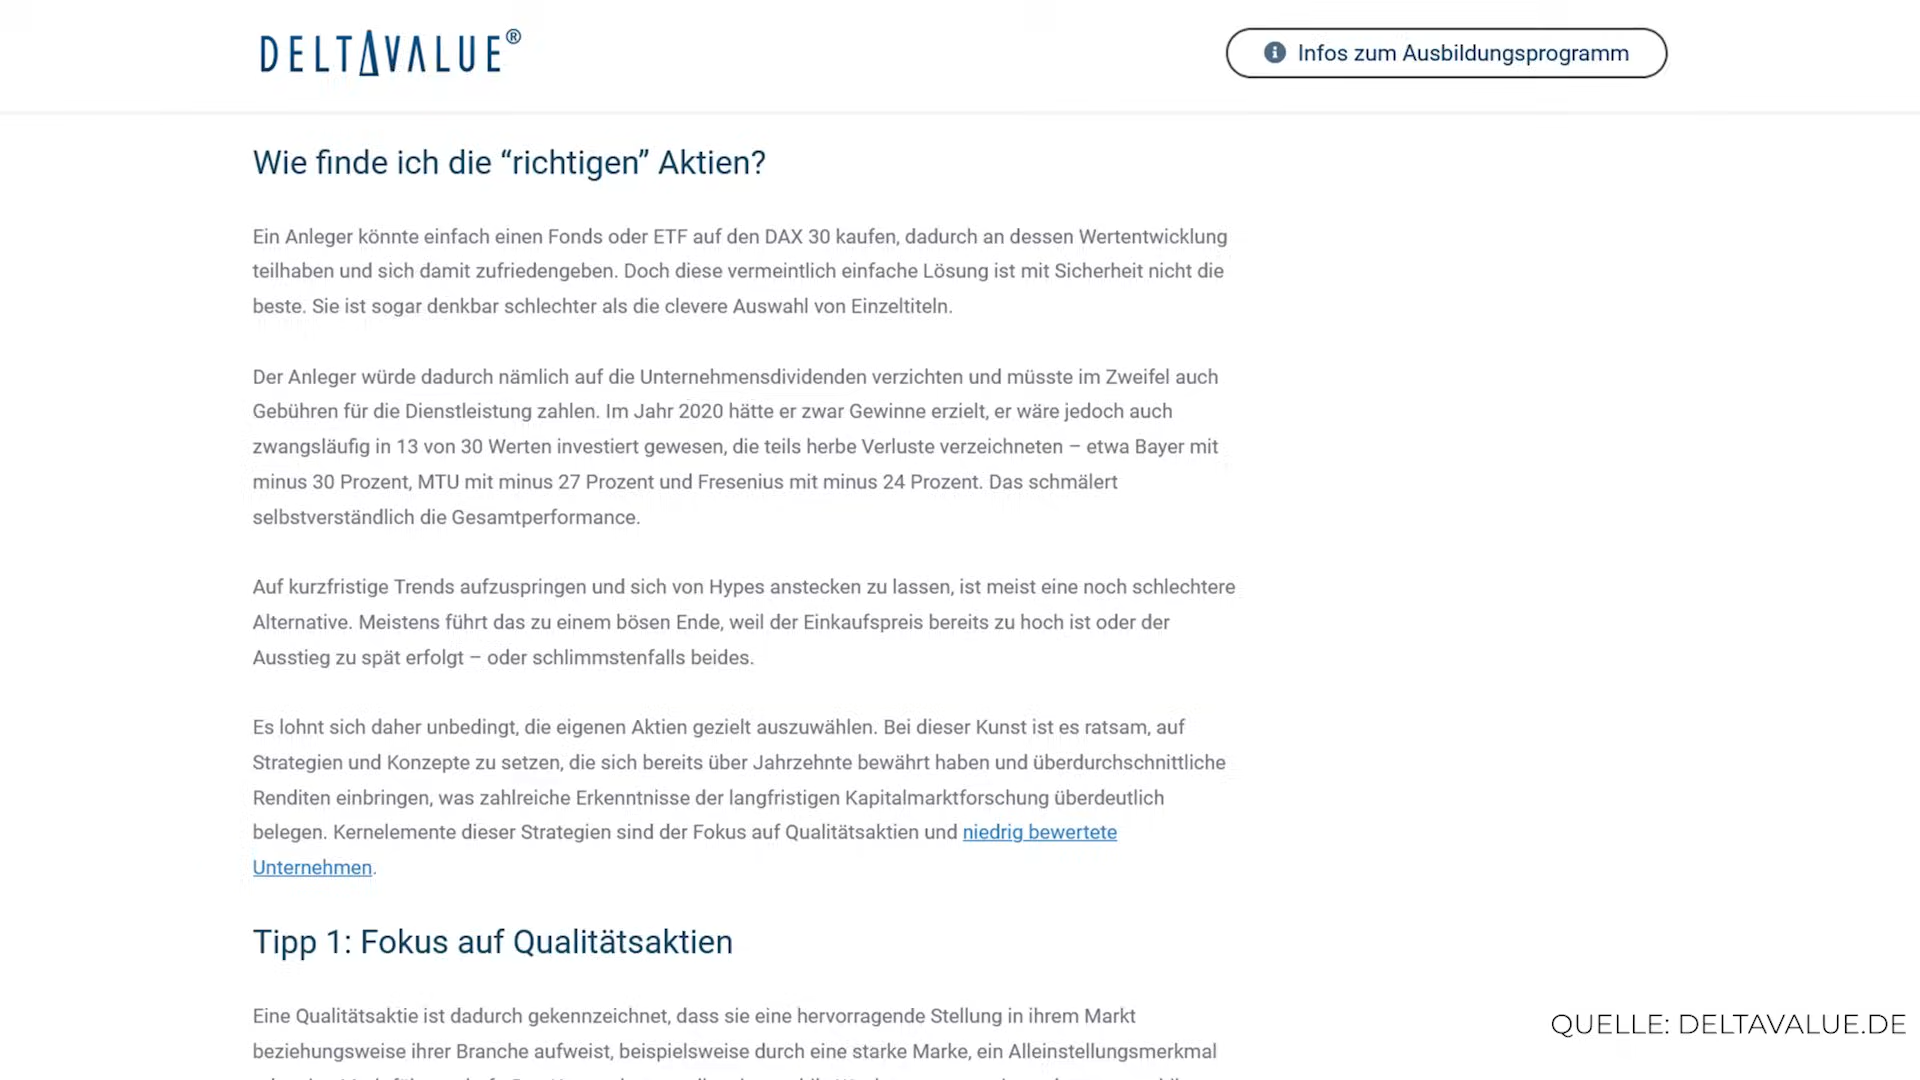 DELTAVALUE®
Infos zum Ausbildungsprogramm
Wie finde ich die “richtigen” Aktien?
Ein Anleger könnte einfach einen Fonds oder ETF auf den DAX 30 kaufen, dadurch an dessen Wertentwicklung
teilhaben und sich damit zufriedengeben. Doch diese vermeintlich einfache Lösung ist mit Sicherheit nicht die
beste. Sie ist sogar denkbar schlechter als die clevere Auswahl von Einzeltiteln.
Der Anleger würde dadurch nämlich auf die Unternehmensdividenden verzichten und müsste im Zweifel auch
Gebühren für die Dienstleistung zahlen. Im Jahr 2020 hätte er zwar Gewinne erzielt, er wäre jedoch auch
zwangsläufig in 13 von 30 Werten investiert gewesen, die teils herbe Verluste verzeichneten – etwa Bayer mit
minus 30 Prozent, MTU mit minus 27 Prozent und Fresenius mit minus 24 Prozent. Das schmälert
selbstverständlich die Gesamtperformance.
Auf kurzfristige Trends aufzuspringen und sich von Hypes anstecken zu lassen, ist meist eine noch schlechtere
Alternative. Meistens führt das zu einem bösen Ende, weil der Einkaufspreis bereits zu hoch ist oder der
Ausstieg zu spät erfolgt – oder schlimmstenfalls beides.
Es lohnt sich daher unbedingt, die eigenen Aktien gezielt auszuwählen. Bei dieser Kunst ist es ratsam, auf
Strategien und Konzepte zu setzen, die sich bereits über Jahrzehnte bewährt haben und überdurchschnittliche
Renditen einbringen, was zahlreiche Erkenntnisse der langfristigen Kapitalmarktforschung überdeutlich
belegen. Kernelemente dieser Strategien sind der Fokus auf Qualitätsaktien und niedrig bewertete
Unternehmen.
Tipp 1: Fokus auf Qualitätsaktien
Eine Qualitätsaktie ist dadurch gekennzeichnet, dass sie eine hervorragende Stellung in ihrem Markt
beziehungsweise ihrer Branche aufweist, beispielsweise durch eine starke Marke, ein Alleinstellungsmerkmal
QUELLE: DELTAVALUE.DE